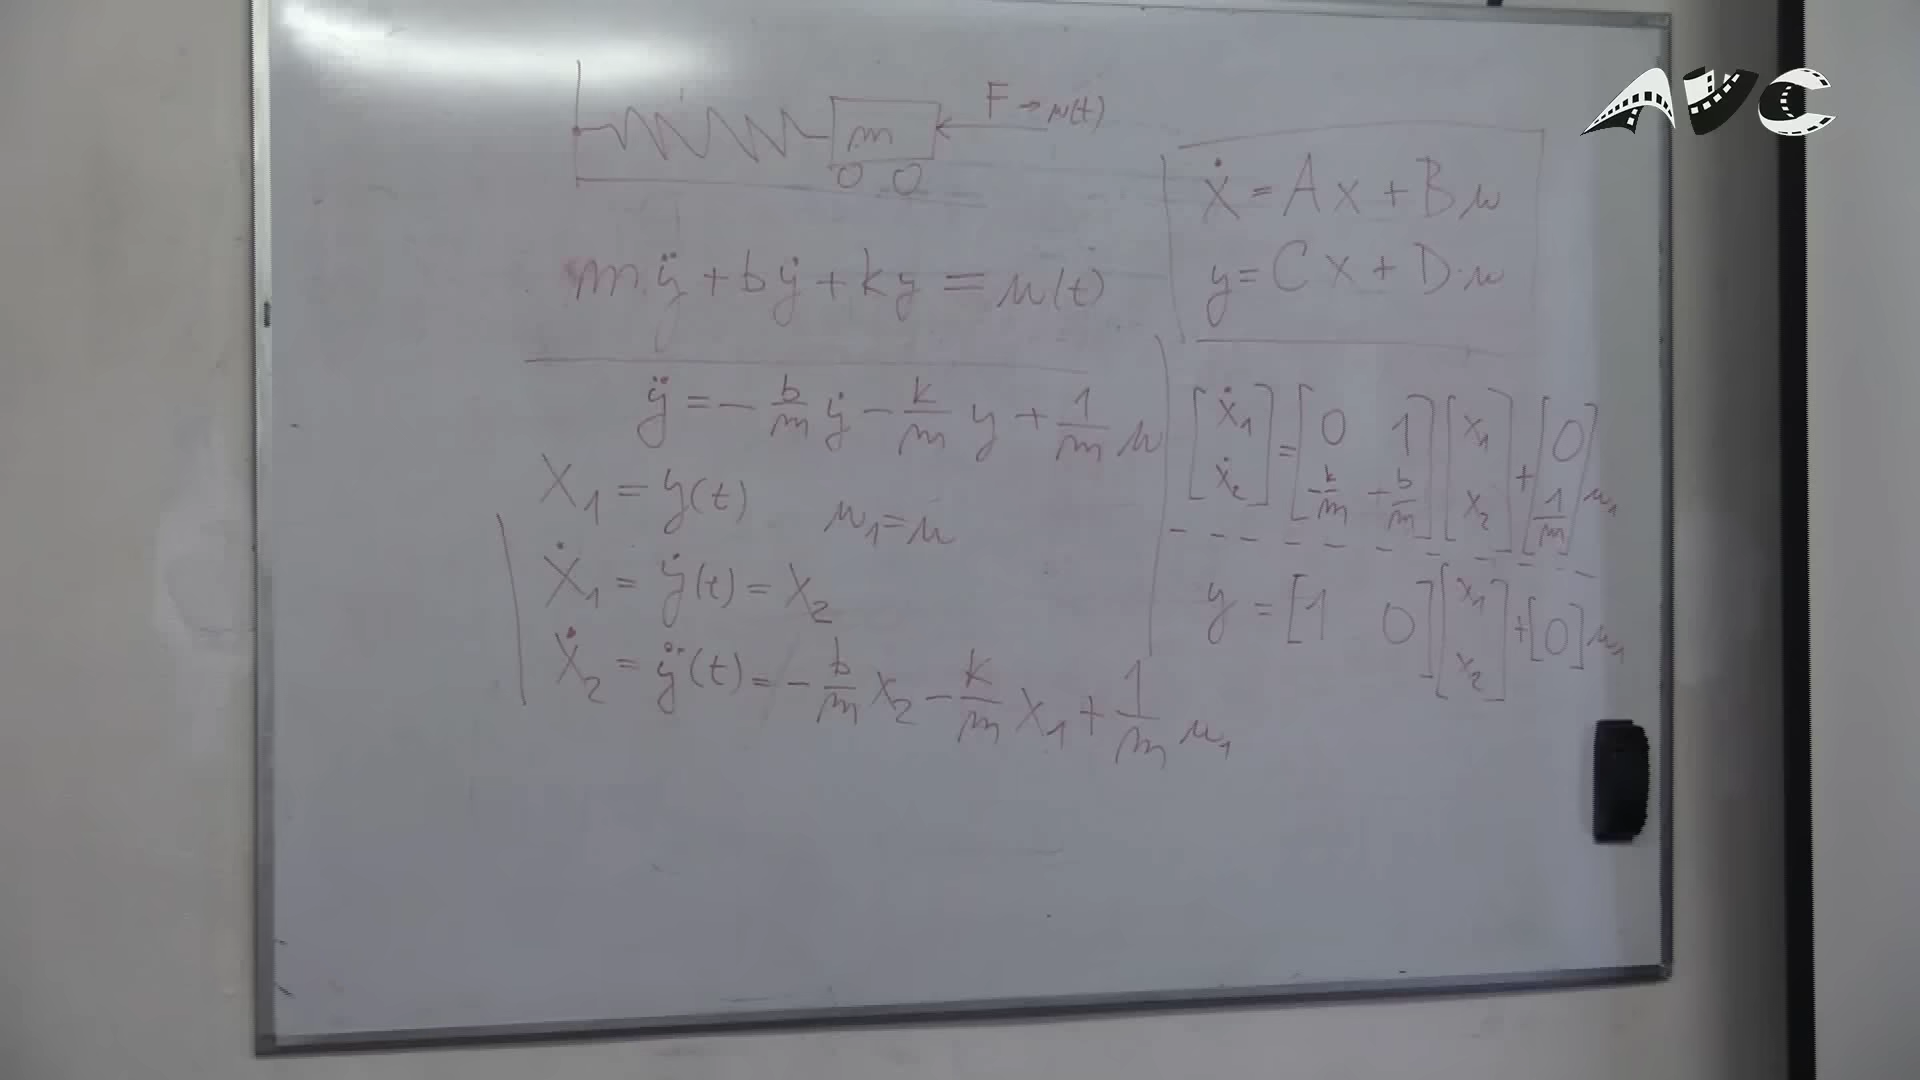 m
F → u(t)
mÿ + bẏ + ky = u(t)
ÿ = - b/m ẏ - k/m y + 1/m u
X₁ = y(t) u₁ = u
Ẋ₁ = ẏ(t) = X₂
Ẋ₂ = ÿ(t) = - b/m X₂ - k/m X₁ + 1/m u₁
Ẋ = Ax + Bu
y = Cx + D·u
[ẋ₁ ẋ₂] = [0 1 -k/m -b/m] [x₁ x₂] + [0 1/m] u₁
y = [1 0] [x₁ x₂] + [0] u₁
AVC